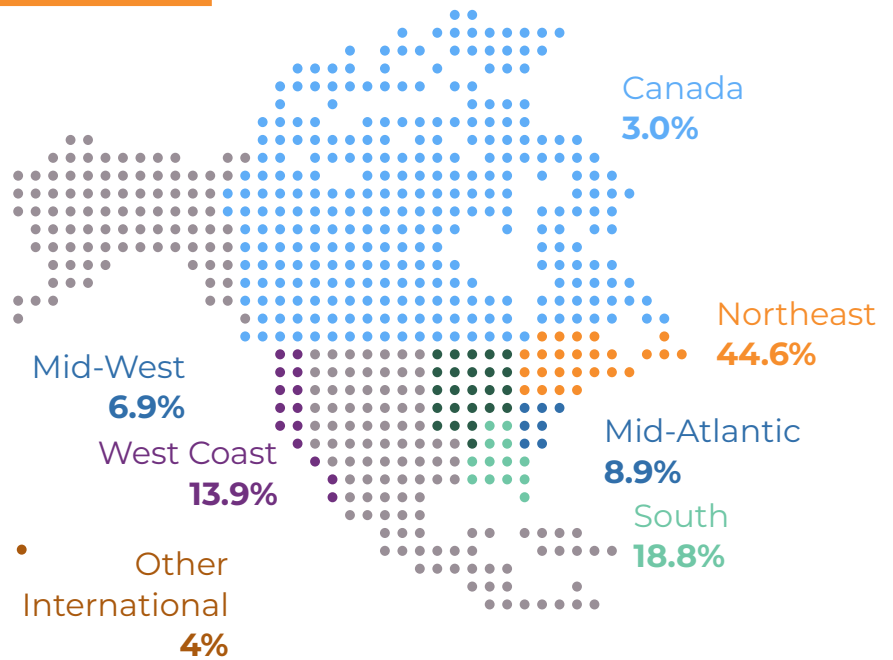 Canada
3.0%
Northeast
44.6%
Mid-West
6.9%
Mid-Atlantic
8.9%
West Coast
13.9%
South
18.8%
Other
International
4%